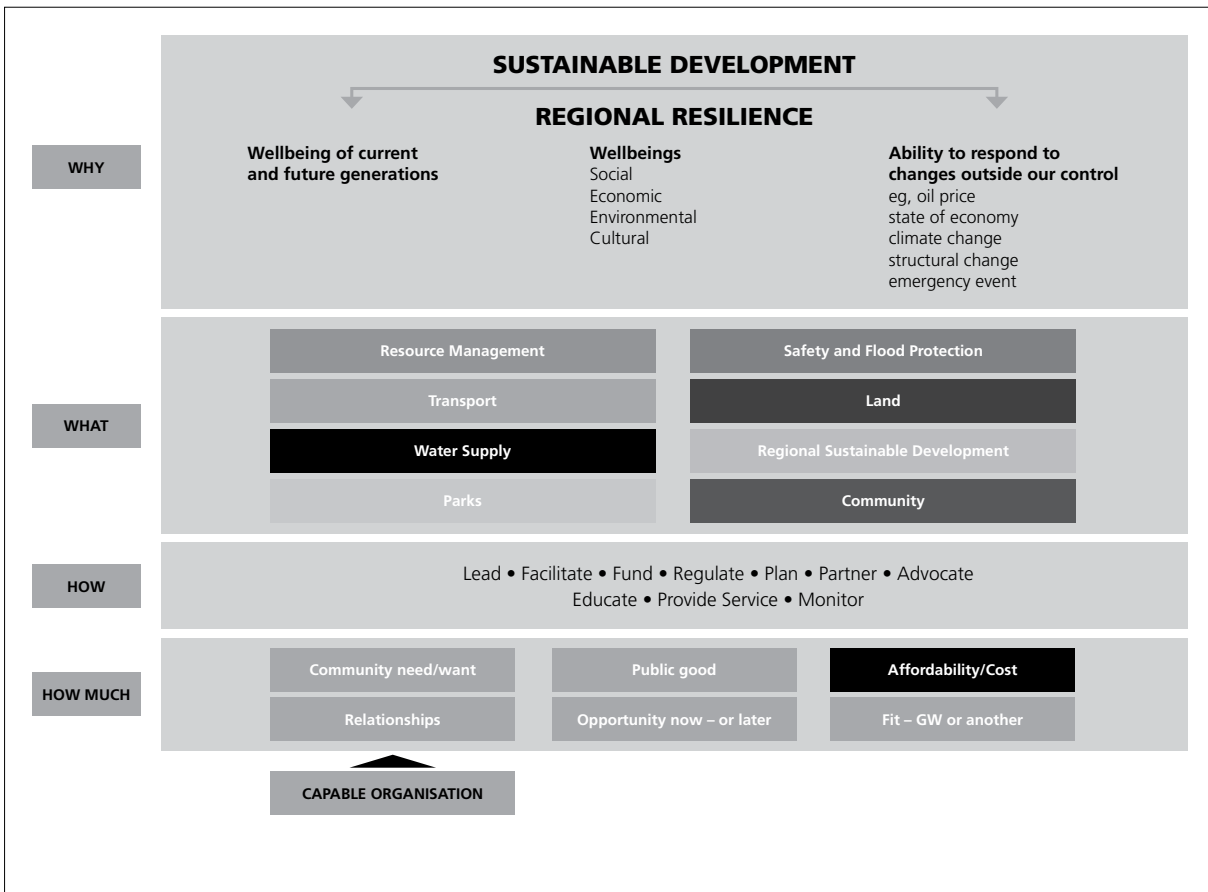 SUSTAINABLE DEVELOPMENT
REGIONAL RESILIENCE
WHY
Wellbeing of current
and future generations
Wellbeings
Social
Economic
Environmental
Cultural
Ability to respond to
changes outside our control
eg, oil price
state of economy
climate change
structural change
emergency event
WHAT
Resource Management
Safety and Flood Protection
Transport
Land
Water Supply
Regional Sustainable Development
Parks
Community
HOW
Lead • Facilitate • Fund • Regulate • Plan • Partner • Advocate
Educate • Provide Service • Monitor
HOW MUCH
Community need/want
Public good
Affordability/Cost
Relationships
Opportunity now – or later
Fit – GW or another
CAPABLE ORGANISATION